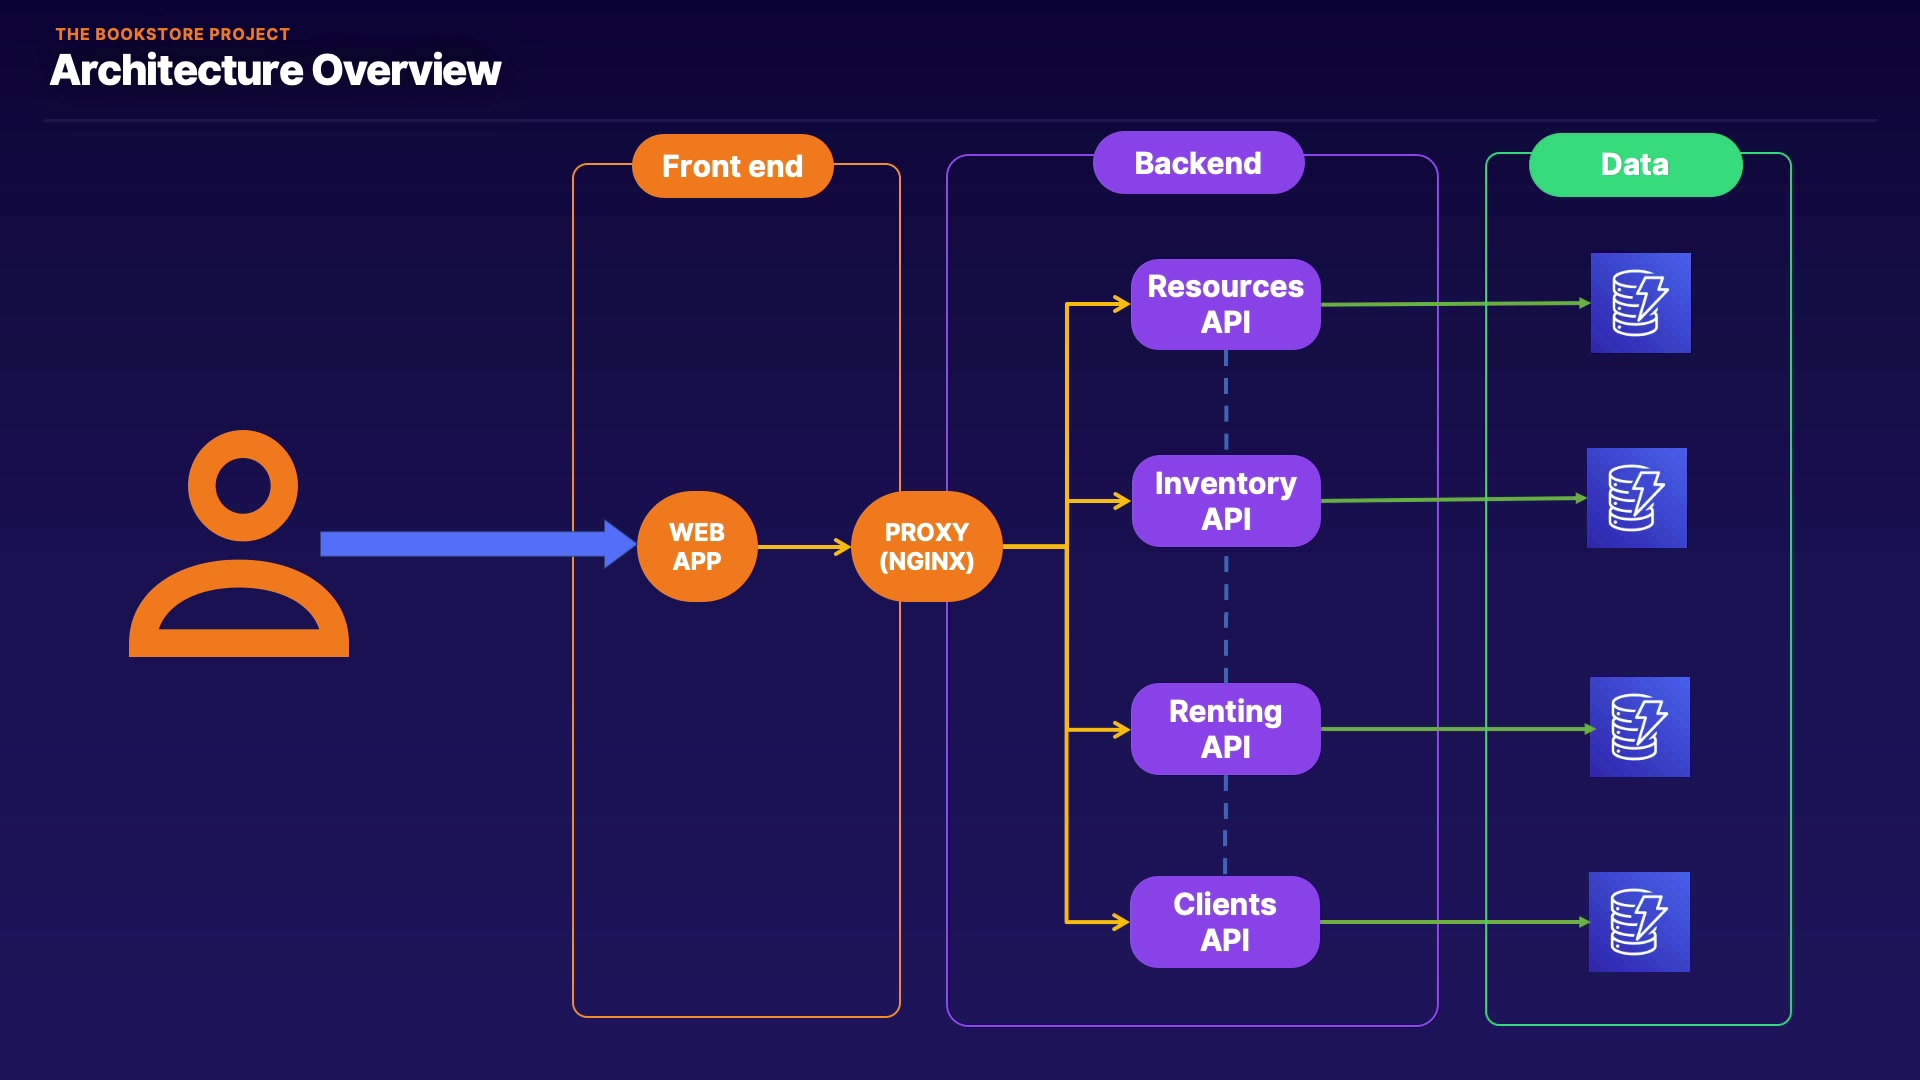 THE BOOKSTORE PROJECT
Architecture Overview
Front end
Backend
Data
WEB
APP
PROXY
(NGINX)
Resources
API
Inventory
API
Renting
API
Clients
API